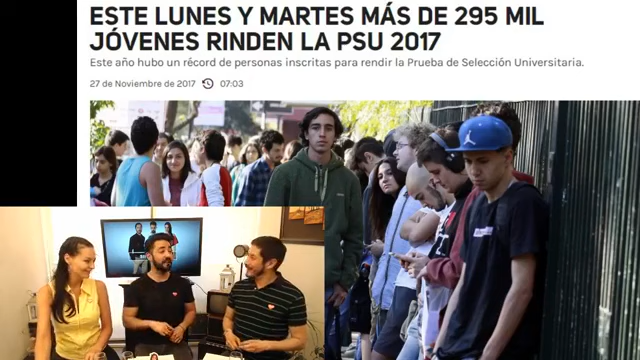 ESTE LUNES Y MARTES MÁS DE 295 MIL
JÓVENES RINDEN LA PSU 2017
Este año hubo un récord de personas inscritas para rendir la Prueba de Selección Universitaria.
27 de Noviembre de 2017 07:03